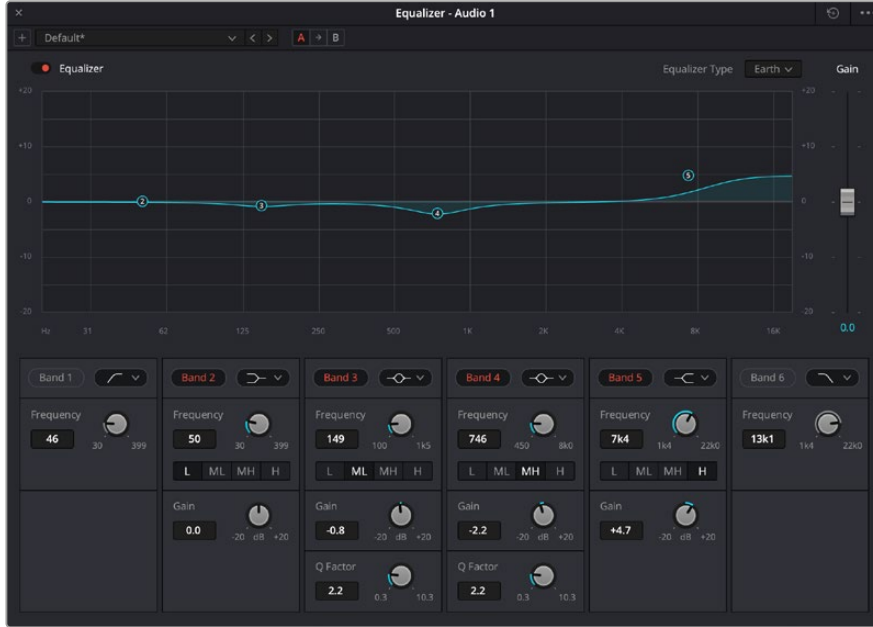 Equalizer - Audio 1
Default*
A B
Equalizer
Equalizer Type Earth Gain
+20 +20
+10 +10
2 3 4 5
0 0
-10 -10
-20 -20
Hz 31 62 125 250 500 1K 2K 4K 8K 16K 0.0
Band 1 Band 2 Band 3 Band 4 Band 5 Band 6
Frequency Frequency Frequency Frequency Frequency Frequency
46 30 399 50 30 399 149 100 1k5 746 450 8k0 7k4 1k4 22k0 13k1 1k4 22k0
L ML MH H L ML MH H L ML MH H L ML MH H
Gain Gain Gain Gain
0.0 -20 dB +20 -0.8 -20 dB +20 -2.2 -20 dB +20 +4.7 -20 dB +20
Q Factor Q Factor
2.2 0.3 10.3 2.2 0.3 10.3